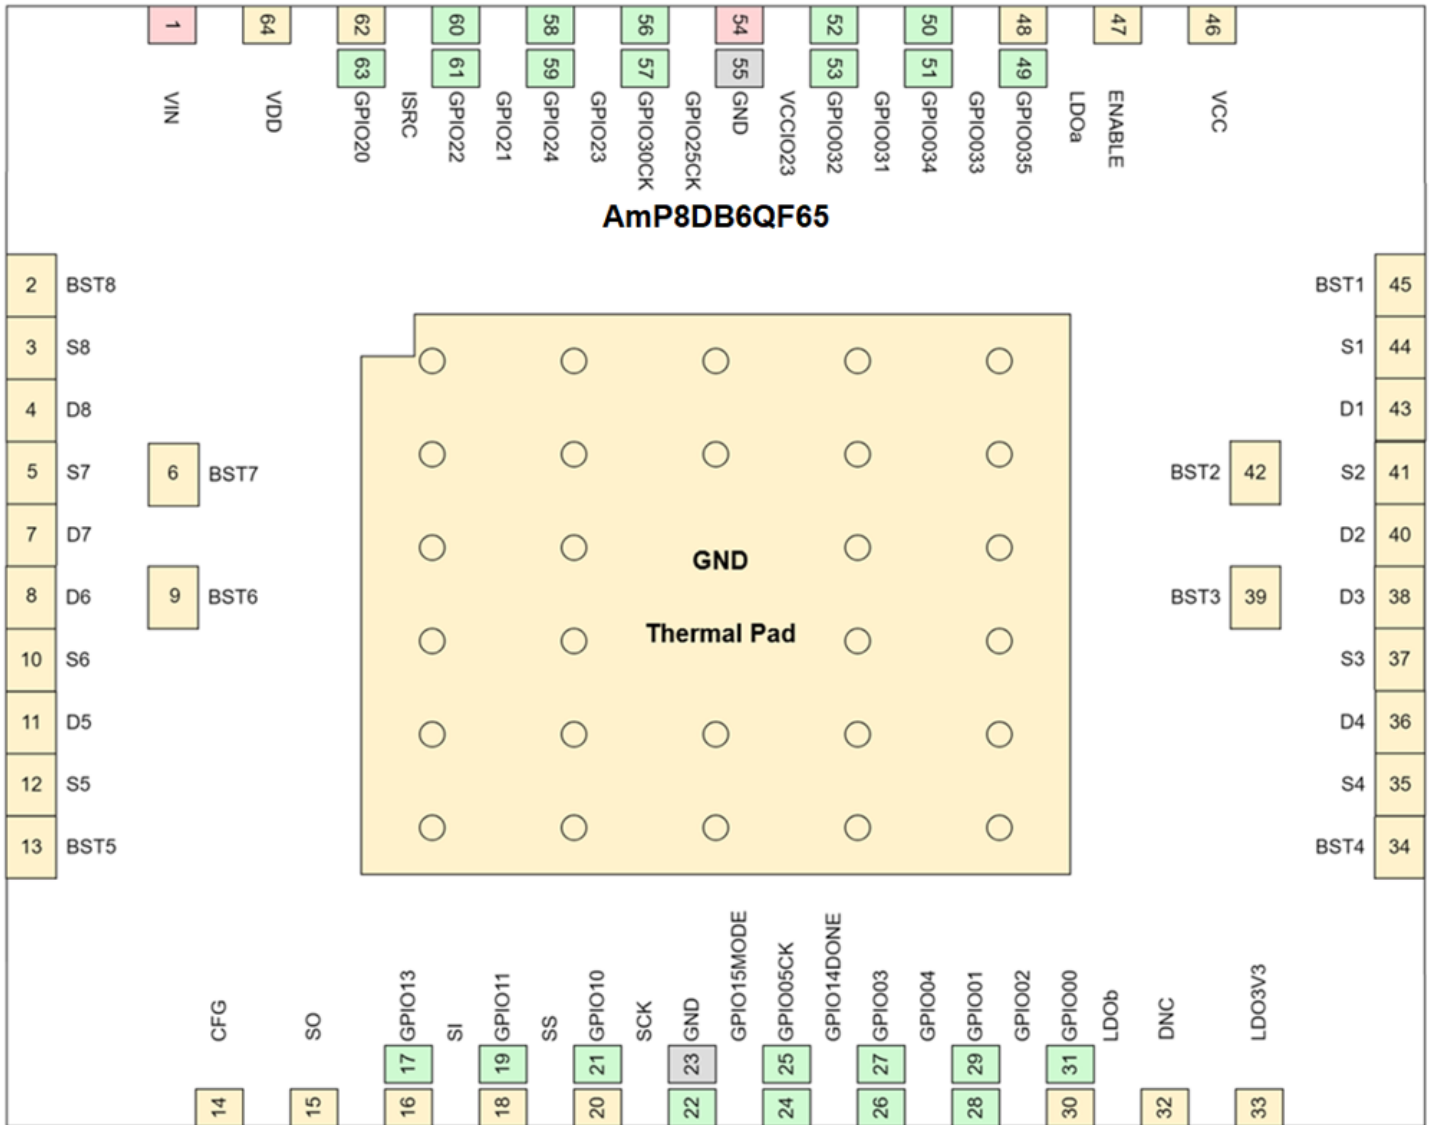 1 64 62 60 58 56 54 52 50 48 47 46
63 61 59 57 55 53 51 49
VIN VDD GPIO20 ISRC GPIO22 GPIO21 GPIO24 GPIO23 GPIO30CK GPIO25CK GND VCCIO23 GPIO032 GPIO031 GPIO034 GPIO033 GPIO035 LDOa ENABLE VCC
AmP8DB6QF65
2 BST8 BST1 45
3 S8 S1 44
4 D8 D1 43
5 S7 6 BST7 BST2 42 S2 41
7 D7 D2 40
GND
8 D6 9 BST6 BST3 39 D3 38
Thermal Pad
10 S6 S3 37
11 D5 D4 36
12 S5 S4 35
13 BST5 BST4 34
CFG SO GPIO13 SI GPIO11 SS GPIO10 SCK GND GPIO15MODE GPIO05CK GPIO14DONE GPIO03 GPIO04 GPIO01 GPIO02 GPIO00 LDOb DNC LDO3V3
17 19 21 23 25 27 29 31
14 15 16 18 20 22 24 26 28 30 32 33